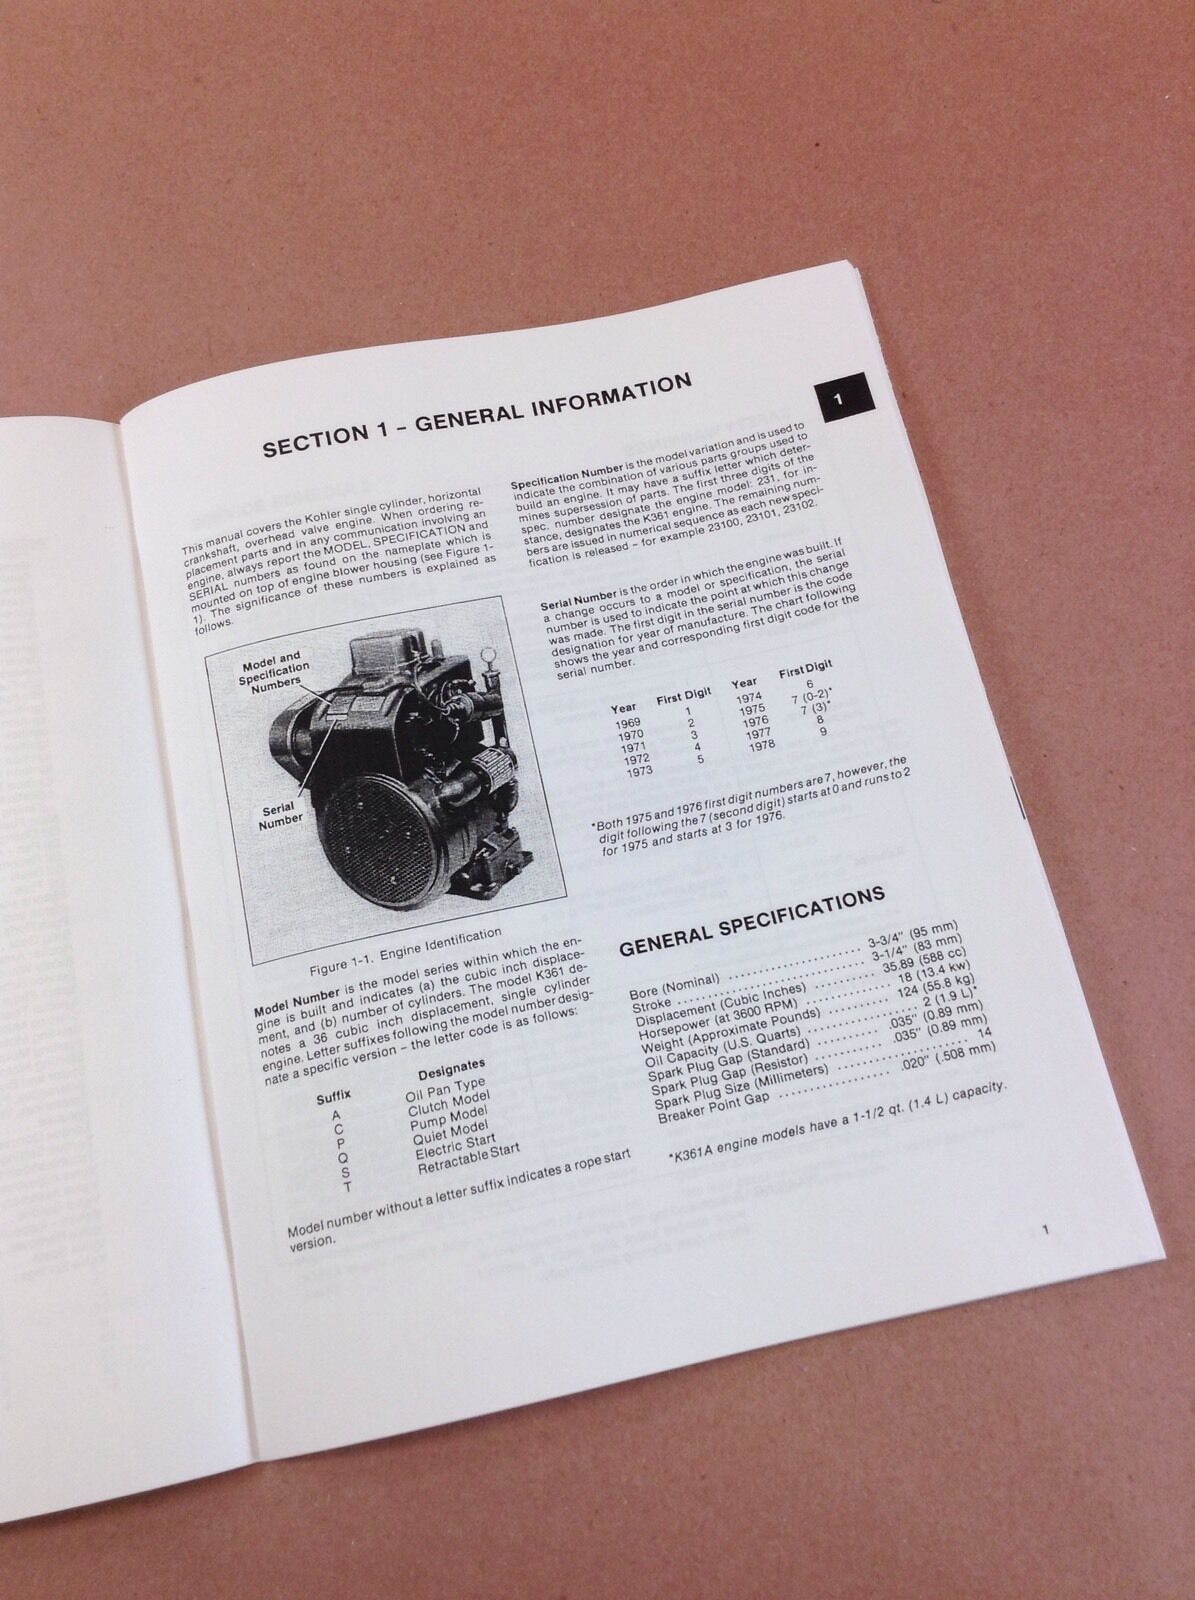 SECTION 1 – GENERAL INFORMATION
1
This manual covers the Kohler single cylinder, horizontal
crankshaft, overhead valve engine. When ordering re-
placement parts and in any communication involving an
engine, always report the MODEL, SPECIFICATION and
SERIAL numbers as found on the nameplate which is
mounted on top of engine blower housing (see Figure 1-
1). The significance of these numbers is explained as
follows.
Model and
Specification
Numbers
Serial
Number
Figure 1-1. Engine Identification
Model Number is the model series within which the en-
gine is built and indicates (a) the cubic inch displace-
ment, and (b) number of cylinders. The model K361 de-
notes a 36 cubic inch displacement, single cylinder
engine. Letter suffixes following the model number desig-
nate a specific version – the letter code is as follows:
Suffix Designates
A Oil Pan Type
C Clutch Model
P Pump Model
Q Quiet Model
S Electric Start
T Retractable Start
Model number without a letter suffix indicates a rope start
version.
Specification Number is the model variation and is used to
indicate the combination of various parts groups used to
build an engine. It may have a suffix letter which deter-
mines supersession of parts. The first three digits of the
spec. number designate the engine model: 231, for in-
stance, designates the K361 engine. The remaining num-
bers are issued in numerical sequence as each new speci-
fication is released – for example 23100, 23101, 23102.
Serial Number is the order in which the engine was built. If
a change occurs to a model or specification, the serial
number is used to indicate the point at which this change
was made. The first digit in the serial number is the code
designation for year of manufacture. The chart following
shows the year and corresponding first digit code for the
serial number.
Year First Digit Year First Digit
1969 1 1974 6
1970 2 1975 7 (0-2)*
1971 3 1976 7 (3)*
1972 4 1977 8
1973 5 1978 9
*Both 1975 and 1976 first digit numbers are 7, however, the
digit following the 7 (second digit) starts at 0 and runs to 2
for 1975 and starts at 3 for 1976.
GENERAL SPECIFICATIONS
Bore (Nominal) .................... 3-3/4" (95 mm)
Stroke ............................ 3-1/4" (83 mm)
Displacement (Cubic Inches) ......... 35.89 (588 cc)
Horsepower (at 3600 RPM) ............ 18 (13.4 kw)
Weight (Approximate Pounds) ......... 124 (55.8 kg)
Oil Capacity (U.S. Quarts) .............. 2 (1.9 L)*
Spark Plug Gap (Standard) .......... .035" (0.89 mm)
Spark Plug Gap (Resistor) .......... .035" (0.89 mm)
Spark Plug Size (Millimeters) .................... 14
Breaker Point Gap ................. .020" (.508 mm)
*K361A engine models have a 1-1/2 qt. (1.4 L) capacity.
1